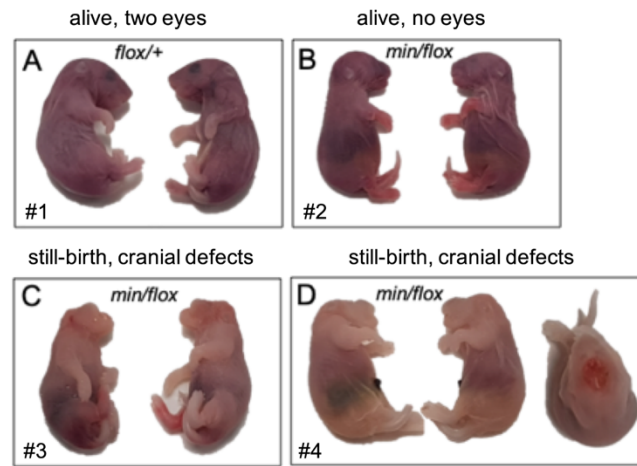 alive, two eyes
alive, no eyes
A
flox/+
B
min/flox
#1
#2
still-birth, cranial defects
still-birth, cranial defects
C
min/flox
D
min/flox
#3
#4